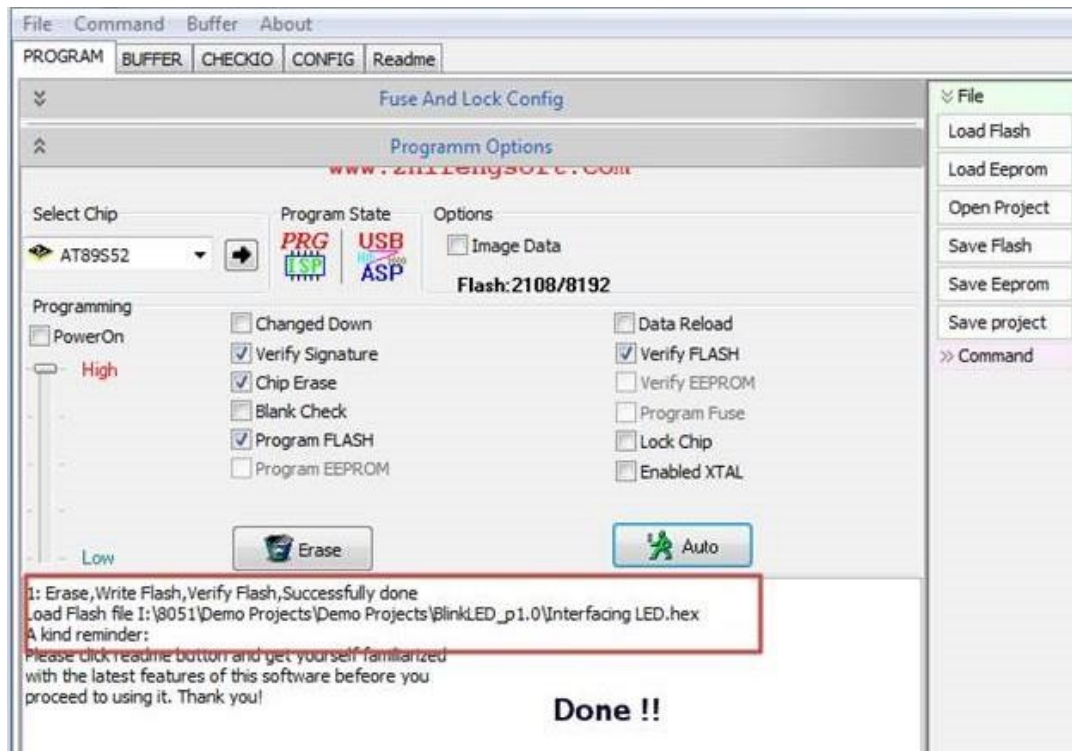 File Command Buffer About
PROGRAM BUFFER CHECKIO CONFIG Readme
Fuse And Lock Config
Programm Options
www.zhifengsoft.com
Select Chip
AT89S52
Program State
PRG
ISP
USB
ASP
Options
Image Data
Flash:2108/8192
Programming
PowerOn
High
Low
Changed Down
Verify Signature
Chip Erase
Blank Check
Program FLASH
Program EEPROM
Data Reload
Verify FLASH
Verify EEPROM
Program Fuse
Lock Chip
Enabled XTAL
Erase
Auto
1: Erase,Write Flash,Verify Flash,Successfully done
Load Flash file I:\8051\Demo Projects\Demo Projects\BlinkLED_p1.0\Interfacing LED.hex
A kind reminder:
Please click readme button and get yourself familiarized
with the latest features of this software befeore you
proceed to using it. Thank you!
Done !!
File
Load Flash
Load Eeprom
Open Project
Save Flash
Save Eeprom
Save project
Command